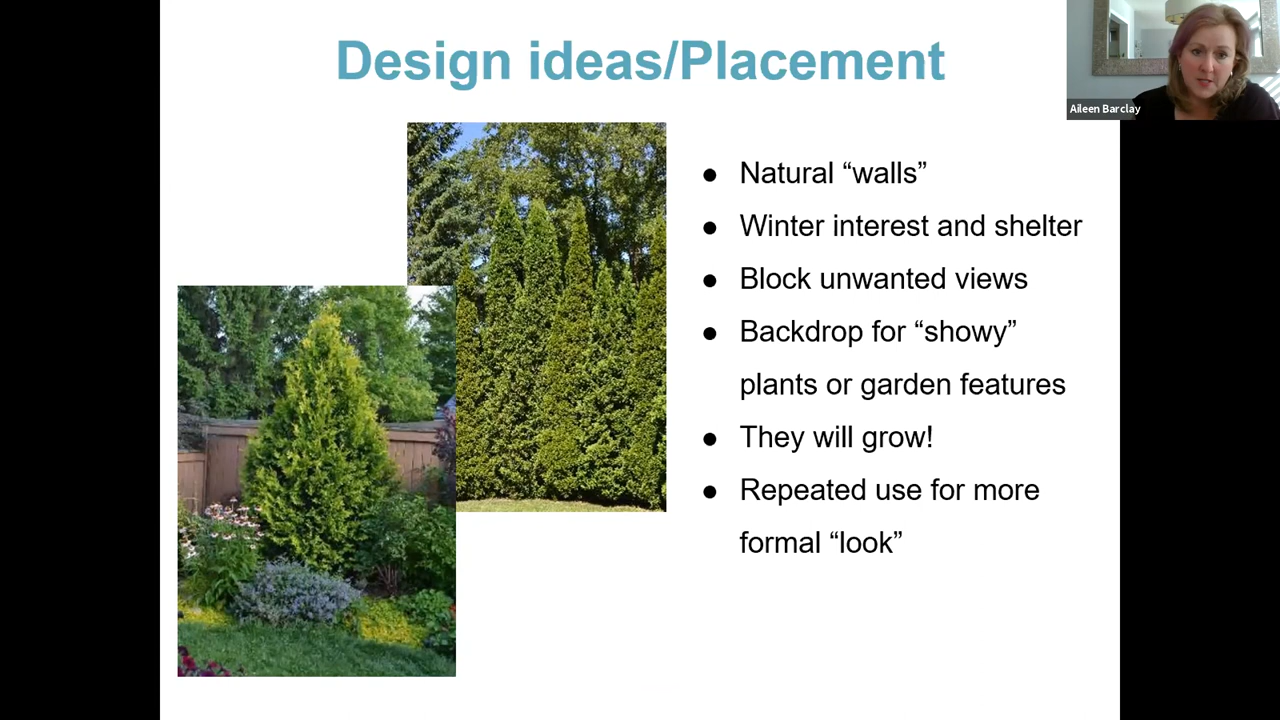 Design ideas/Placement
Aileen Barclay
● Natural “walls”
● Winter interest and shelter
● Block unwanted views
● Backdrop for “showy”
plants or garden features
● They will grow!
● Repeated use for more
formal “look”